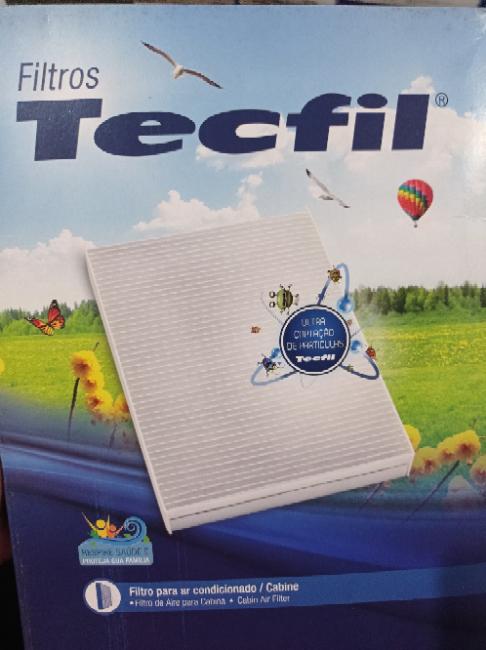 Filtros
Tecfil®
ULTRA
CAPTAÇÃO
DE PARTÍCULAS
Tecfil
RESPIRE SAÚDE E
PROTEJA SUA FAMÍLIA
Filtro para ar condicionado / Cabine
• Filtro de Aire para Cabina • Cabin Air Filter